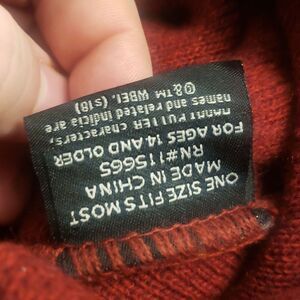 ONE SIZE FITS MOST
MADE IN CHINA
RN#115665
FOR AGES 14 AND OLDER
characters,
names and related indicia are
©&™ WBEI. (s18)